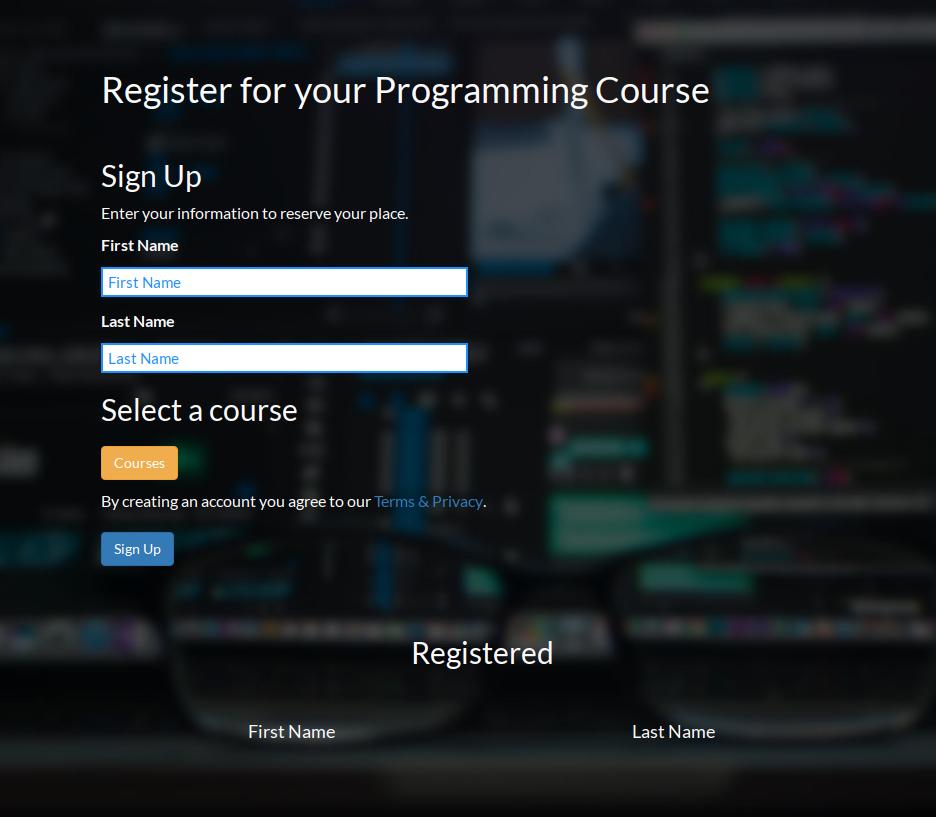 Register for your Programming Course
Sign Up
Enter your information to reserve your place.
First Name
First Name
Last Name
Last Name
Select a course
Courses
By creating an account you agree to our Terms & Privacy.
Sign Up
Registered
First Name Last Name